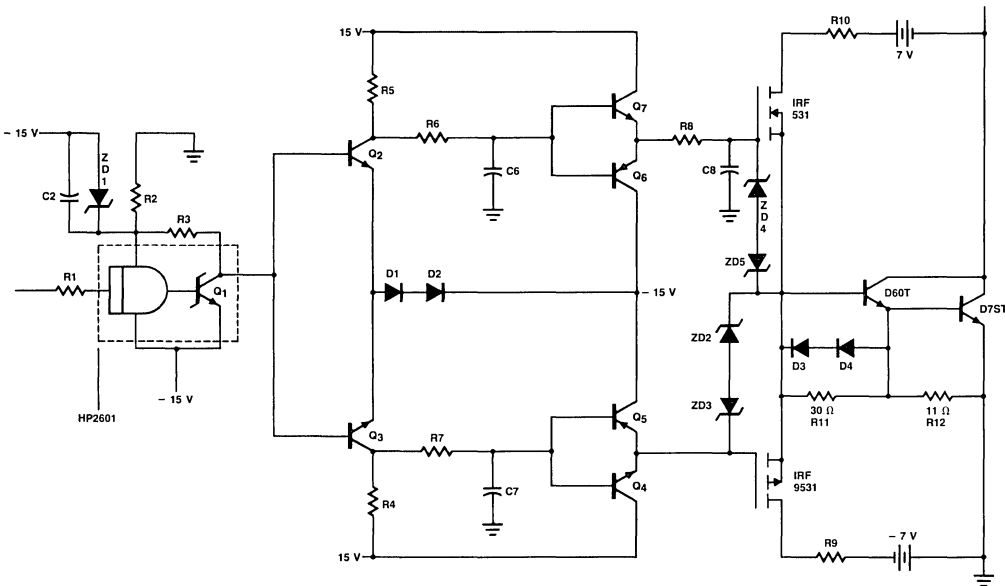 15 V
R10
7 V
R5
Q7
IRF
531
- 15 V
Z
D
1
R6
R8
Q2
C2
R2
C6
Q6
C8
Z
D
4
R3
R1
Q1
D1
D2
- 15 V
ZD5
D60T
D7ST
ZD2
D3
D4
- 15 V
HP2601
ZD3
30 Ω
R11
11 Ω
R12
Q5
Q3
R7
IRF
9531
C7
Q4
R4
15 V
R9
- 7 V